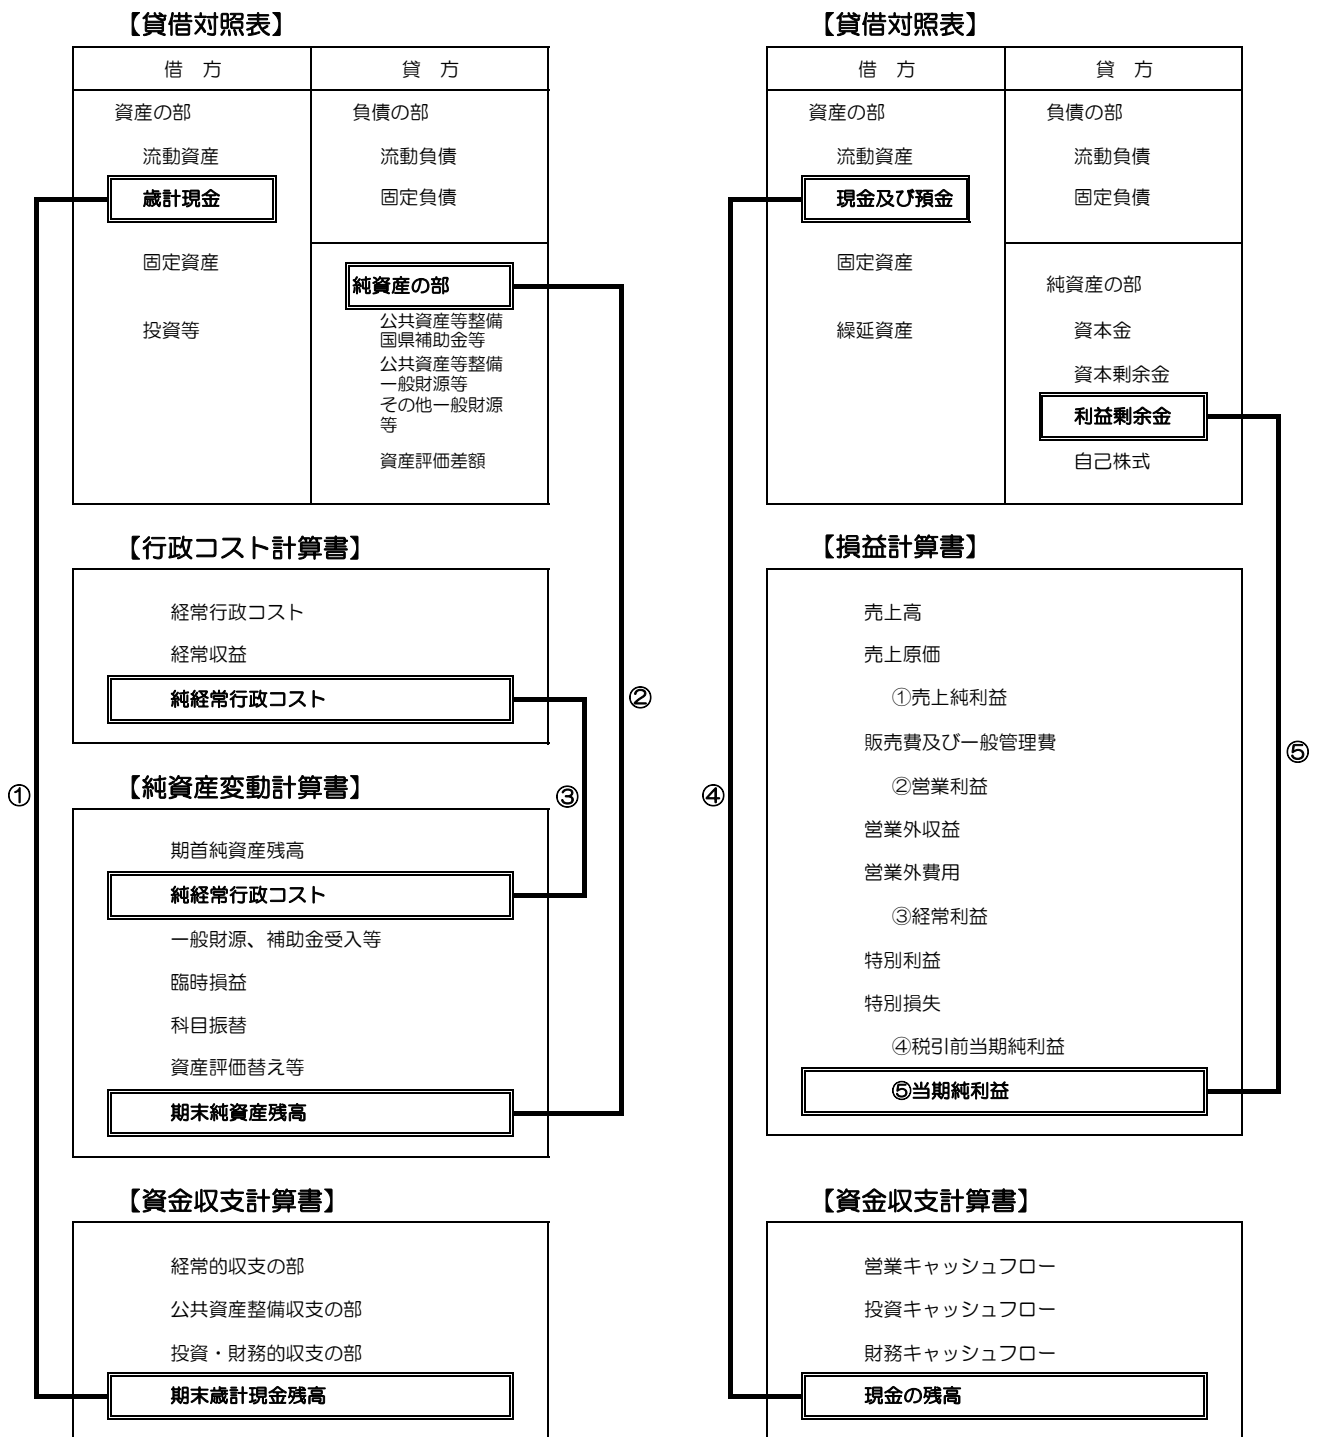 【貸借対照表】
借　方
貸　方
資産の部
負債の部
流動資産
流動負債
歳計現金
固定負債
固定資産
純資産の部
公共資産等整備
国県補助金等
投資等
公共資産等整備
一般財源等
その他一般財源
等
資産評価差額
【行政コスト計算書】
経常行政コスト
経常収益
純経常行政コスト
【純資産変動計算書】
期首純資産残高
純経常行政コスト
一般財源、補助金受入等
臨時損益
科目振替
資産評価替え等
期末純資産残高
【資金収支計算書】
経常的収支の部
公共資産整備収支の部
投資・財務的収支の部
期末歳計現金残高
①
②
③
【貸借対照表】
借　方
貸　方
資産の部
負債の部
流動資産
流動負債
現金及び預金
固定負債
固定資産
純資産の部
繰延資産
資本金
資本剰余金
利益剰余金
自己株式
【損益計算書】
売上高
売上原価
①売上純利益
販売費及び一般管理費
②営業利益
営業外収益
営業外費用
③経常利益
特別利益
特別損失
④税引前当期純利益
⑤当期純利益
【資金収支計算書】
営業キャッシュフロー
投資キャッシュフロー
財務キャッシュフロー
現金の残高
④
⑤